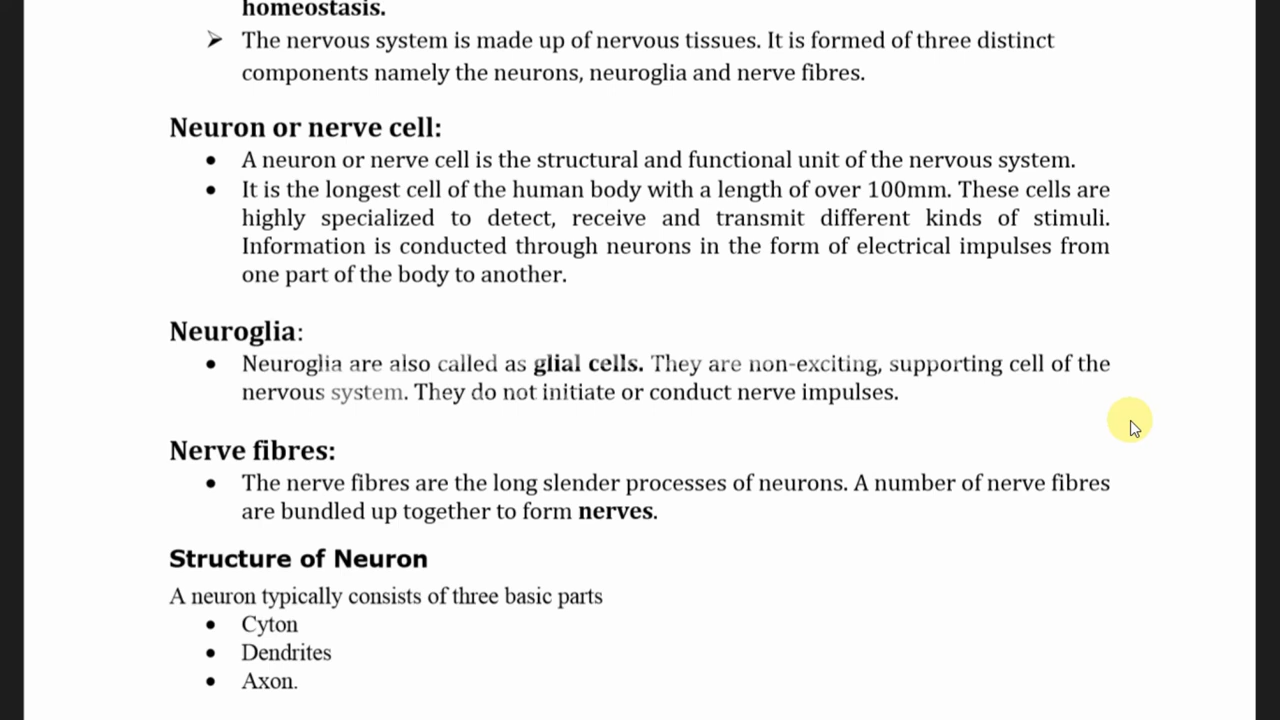 homeostasis.
➢ The nervous system is made up of nervous tissues. It is formed of three distinct
components namely the neurons, neuroglia and nerve fibres.
Neuron or nerve cell:
• A neuron or nerve cell is the structural and functional unit of the nervous system.
• It is the longest cell of the human body with a length of over 100mm. These cells are
highly specialized to detect, receive and transmit different kinds of stimuli.
Information is conducted through neurons in the form of electrical impulses from
one part of the body to another.
Neuroglia:
• Neuroglia are also called as glial cells. They are non-exciting, supporting cell of the
nervous system. They do not initiate or conduct nerve impulses.
Nerve fibres:
• The nerve fibres are the long slender processes of neurons. A number of nerve fibres
are bundled up together to form nerves.
Structure of Neuron
A neuron typically consists of three basic parts
• Cyton
• Dendrites
• Axon.